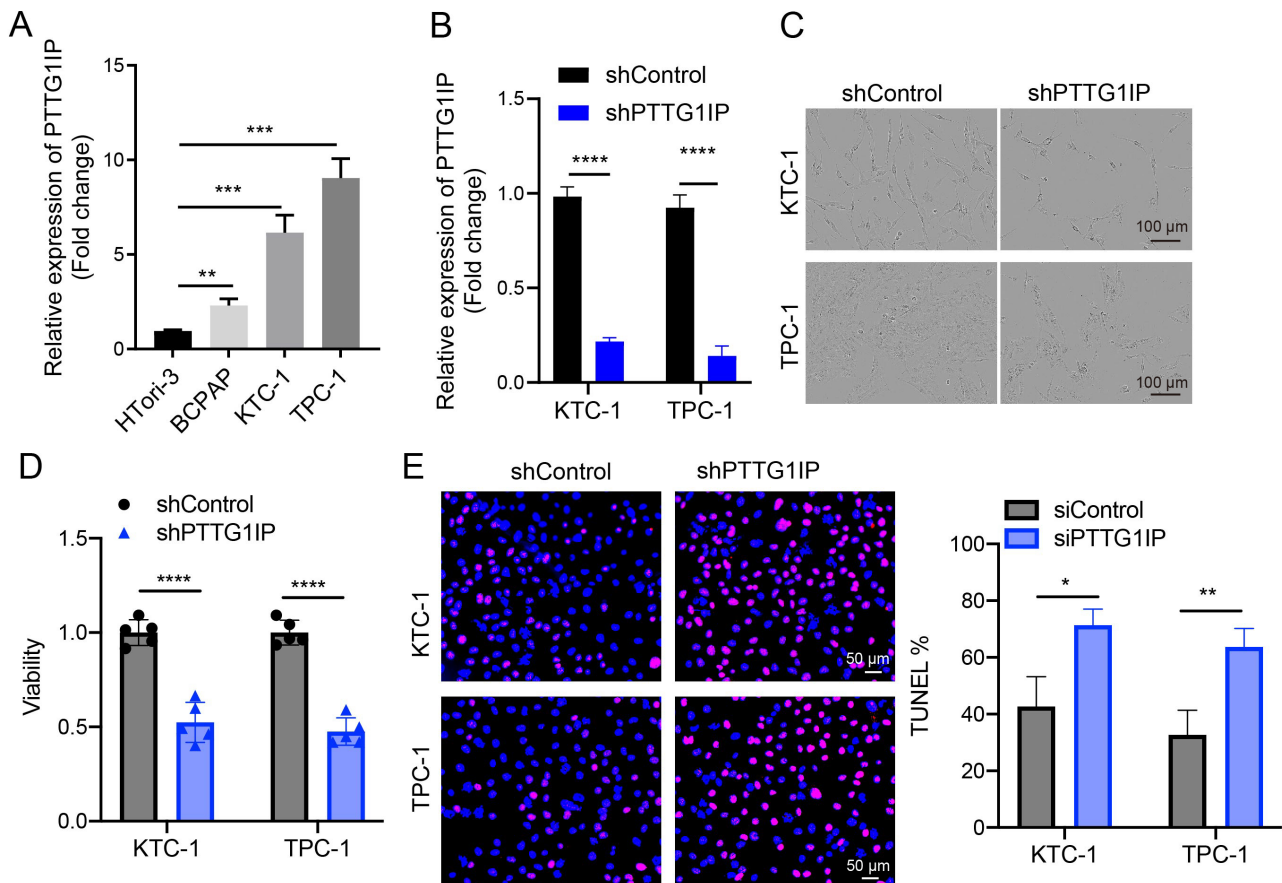 A
Relative expression of PTTG1IP
(Fold change)
15
10
5
0
***
***
**
HTori-3
BCPAP
KTC-1
TPC-1
B
shControl
shPTTG1IP
Relative expression of PTTG1IP
(Fold change)
1.5
1.0
0.5
0.0
****
****
KTC-1
TPC-1
C
shControl
shPTTG1IP
KTC-1
100 µm
TPC-1
100 µm
D
shControl
shPTTG1IP
Viability
1.5
1.0
0.5
0.0
****
****
KTC-1
TPC-1
E
shControl
shPTTG1IP
KTC-1
50 µm
TPC-1
50 µm
siControl
siPTTG1IP
TUNEL %
100
80
60
40
20
0
*
**
KTC-1
TPC-1